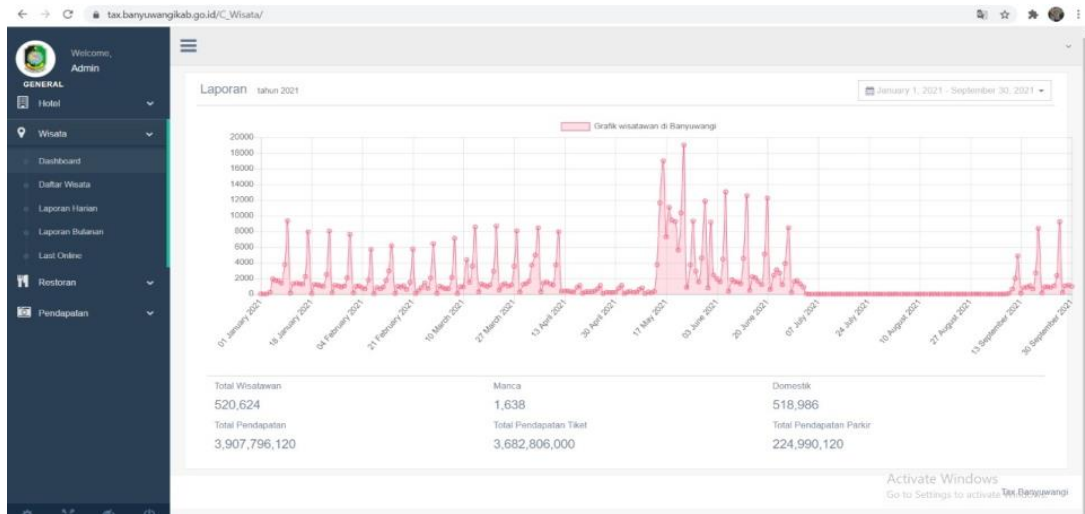 tax.banyuwangikab.go.id/C_Wisata/
Welcome,
Admin
GENERAL
Hotel
Wisata
Dashboard
Daftar Wisata
Laporan Harian
Laporan Bulanan
Last Online
Restoran
Pendapatan
Laporan tahun 2021
January 1, 2021 - September 30, 2021
Grafik wisatawan di Banyuwangi
20000
18000
16000
14000
12000
10000
8000
6000
4000
2000
0
01 January 2021
18 January 2021
04 February 2021
21 February 2021
10 March 2021
27 March 2021
13 April 2021
30 April 2021
17 May 2021
03 June 2021
20 June 2021
07 July 2021
24 July 2021
10 August 2021
27 August 2021
13 September 2021
30 September 2021
Total Wisatawan Manca Domestik
520,624 1,638 518,986
Total Pendapatan Total Pendapatan Tiket Total Pendapatan Parkir
3,907,796,120 3,682,806,000 224,990,120
Activate Windows
Go to Settings to activate
Tax Banyuwangi